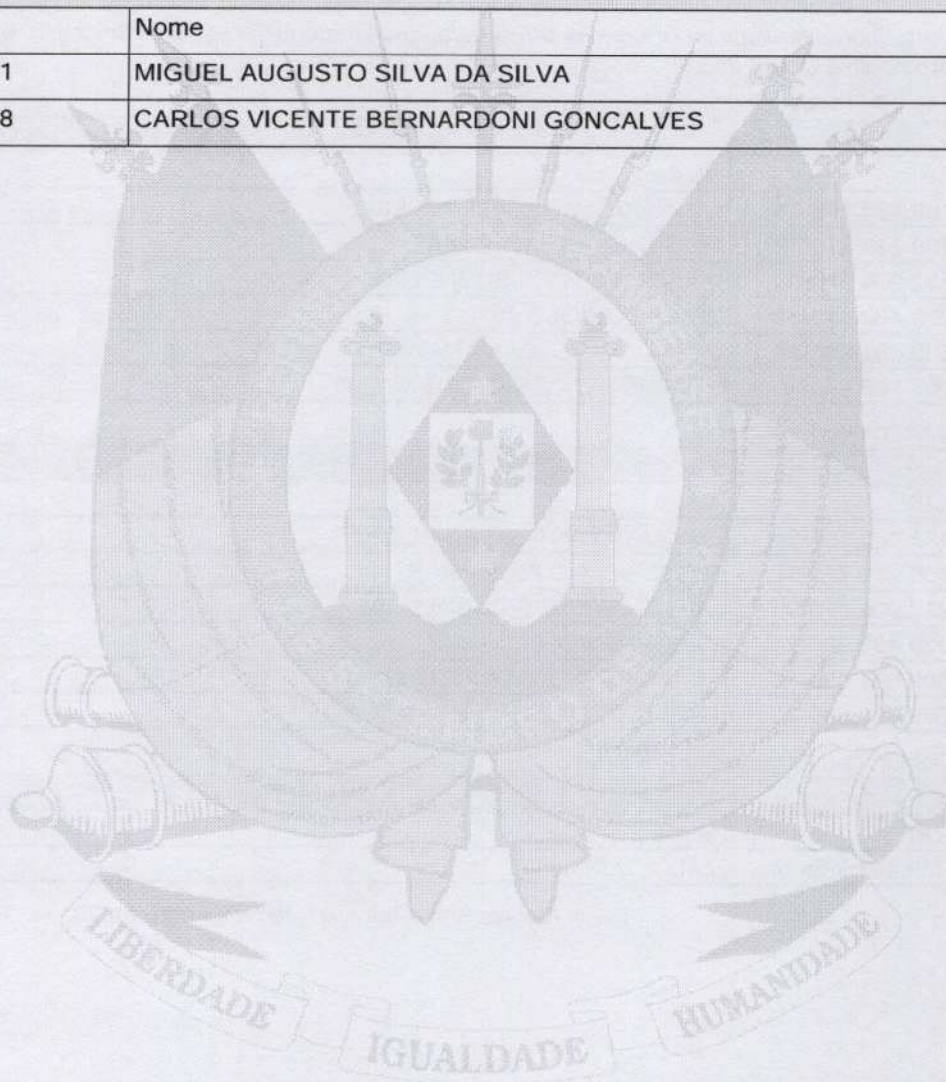 Nome
1 MIGUEL AUGUSTO SILVA DA SILVA
8 CARLOS VICENTE BERNARDONI GONCALVES
LIBERDADE
IGUALDADE
HUMANIDADE